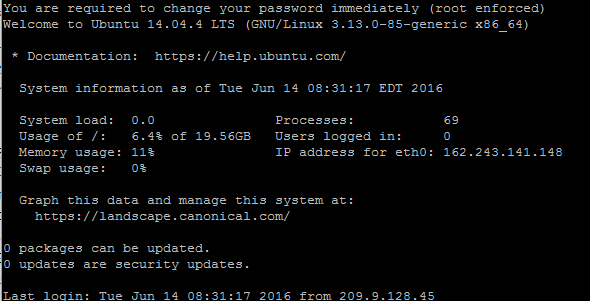 You are required to change your password immediately (root enforced)
Welcome to Ubuntu 14.04.4 LTS (GNU/Linux 3.13.0-85-generic x86_64)
* Documentation:  https://help.ubuntu.com/
System information as of Tue Jun 14 08:31:17 EDT 2016
System load:  0.0               Processes:           69
Usage of /:   6.4% of 19.56GB   Users logged in:     0
Memory usage: 11%               IP address for eth0: 162.243.141.148
Swap usage:   0%
Graph this data and manage this system at:
https://landscape.canonical.com/
0 packages can be updated.
0 updates are security updates.
Last login: Tue Jun 14 08:31:17 2016 from 209.9.128.45